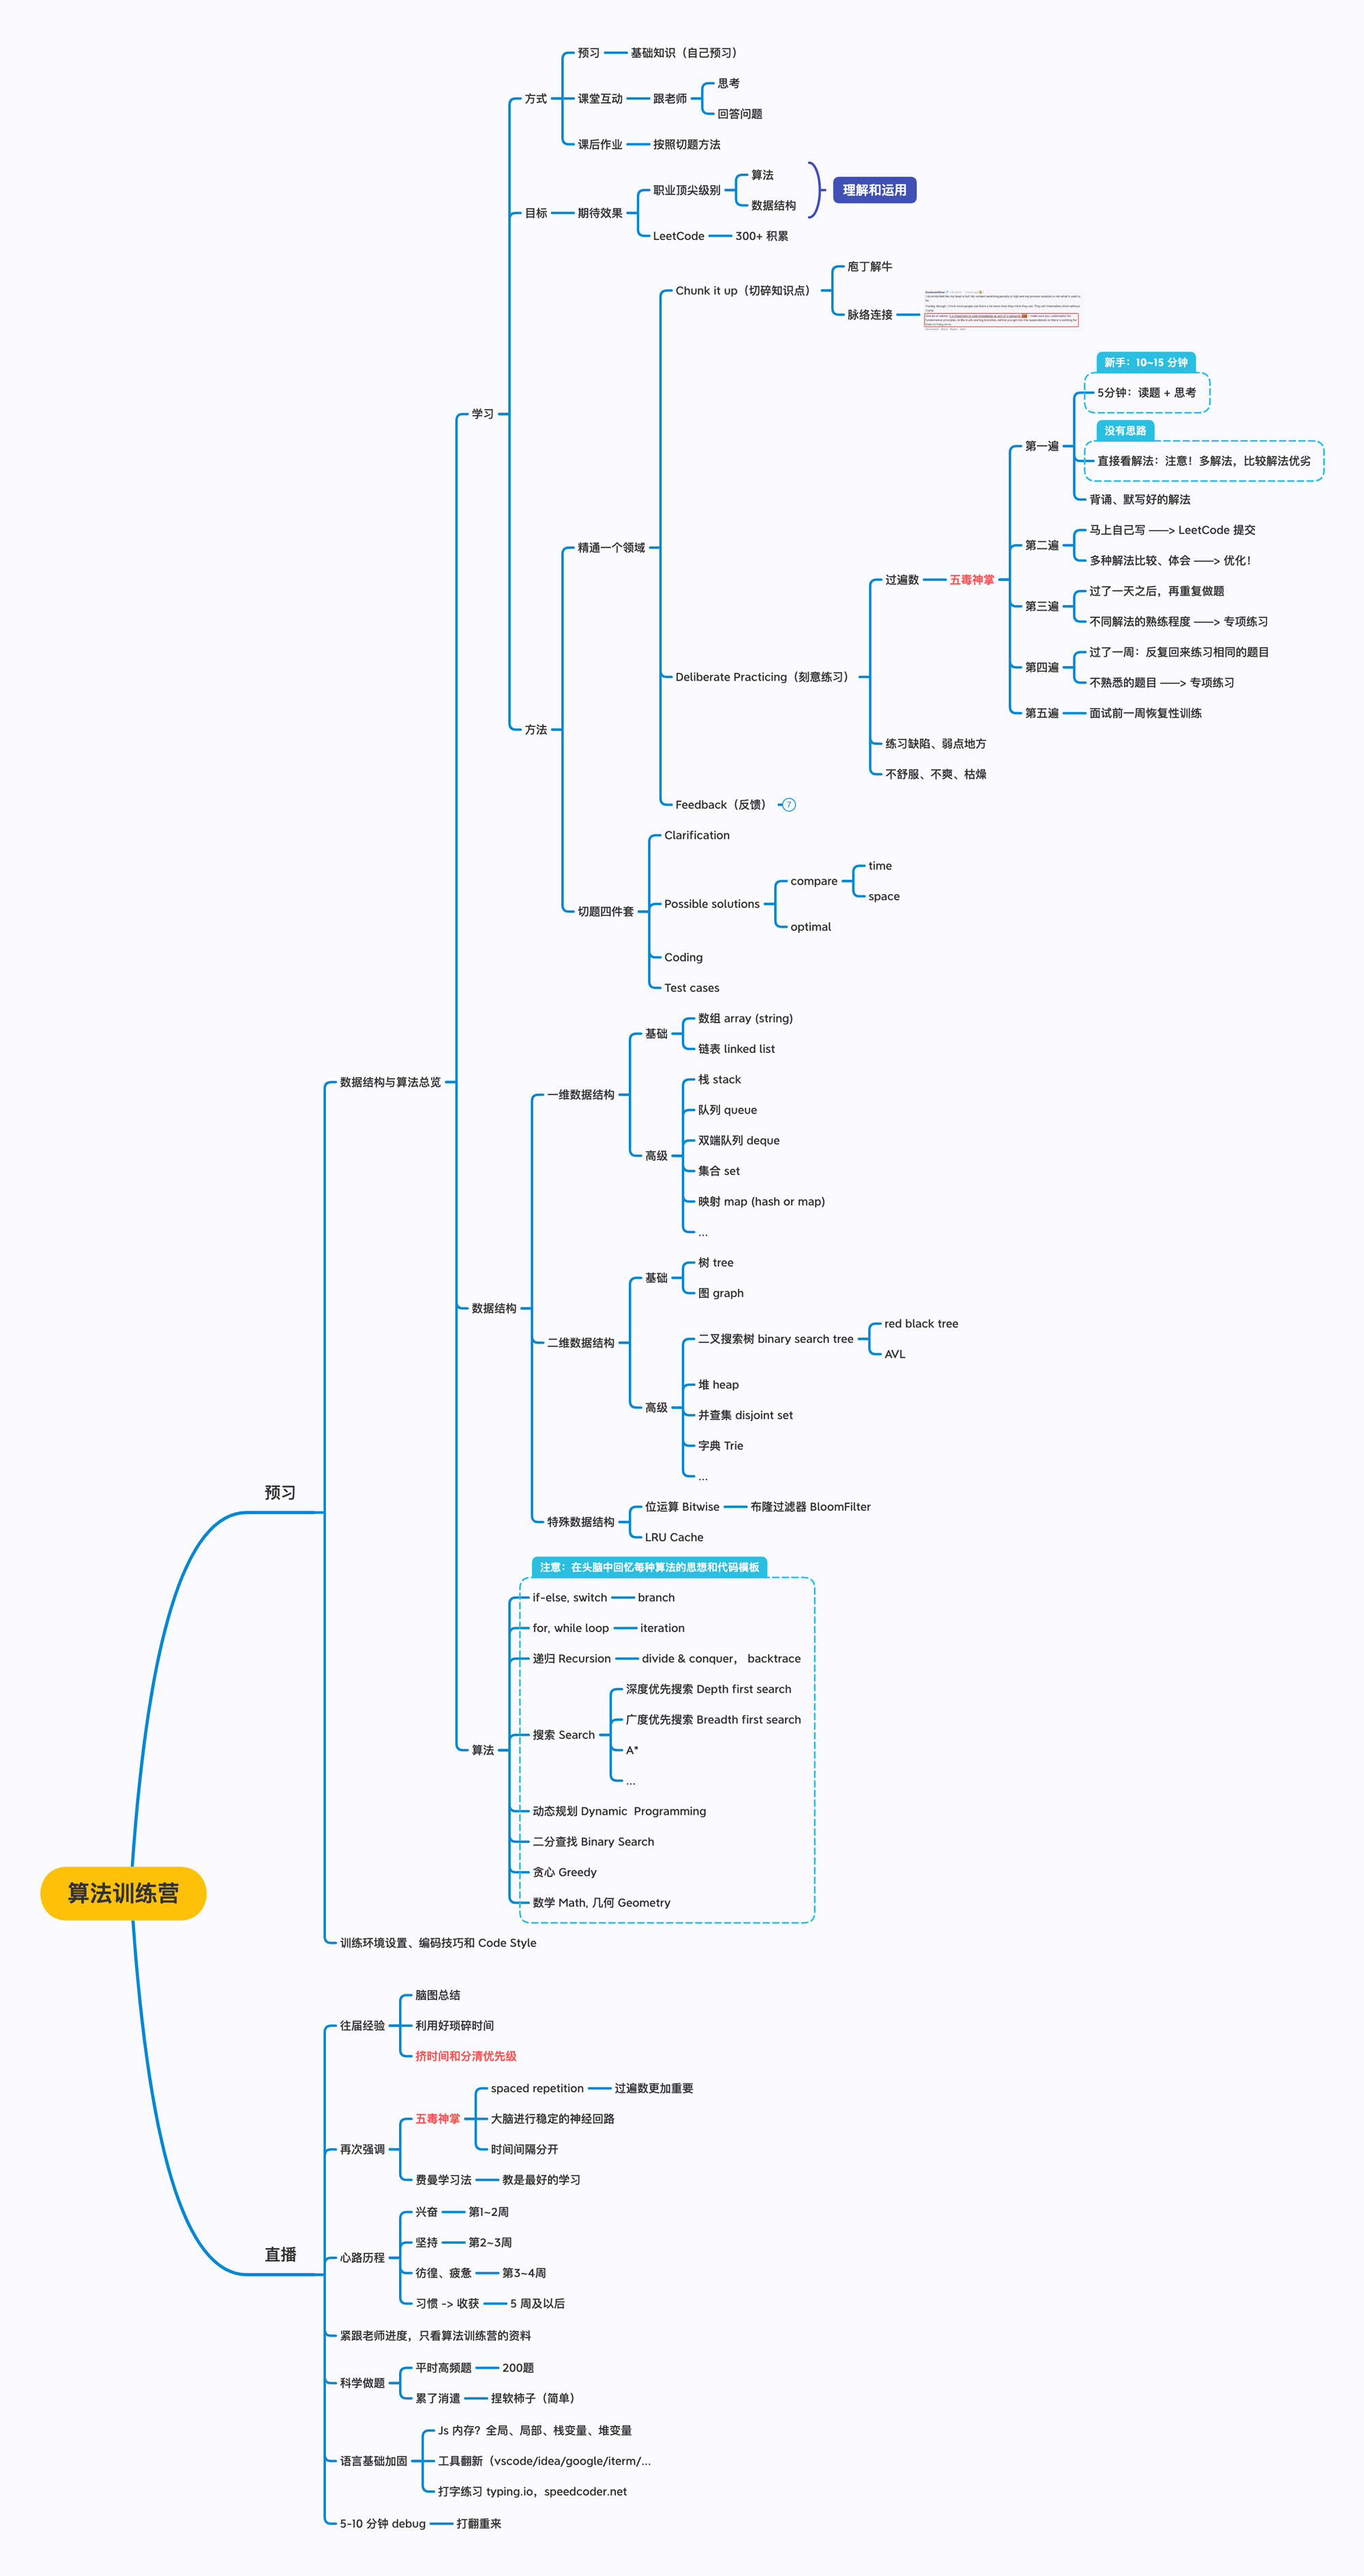 算法训练营
预习
数据结构与算法总览
学习
方式
预习
基础知识（自己预习）
课堂互动
跟老师
思考
回答问题
课后作业
按照切题方法
目标
期待效果
职业顶尖级别
算法
数据结构
理解和运用
LeetCode
300+ 积累
方法
精通一个领域
Chunk it up（切碎知识点）
庖丁解牛
脉络连接
Deliberate Practicing（刻意练习）
过遍数
五毒神掌
第一遍
新手：10~15 分钟
5分钟：读题 + 思考
没有思路
直接看解法：注意！多解法，比较解法优劣
背诵、默写好的解法
第二遍
马上自己写 ——> LeetCode 提交
多种解法比较、体会 ——> 优化！
第三遍
过了一天之后，再重复做题
不同解法的熟练程度 ——> 专项练习
第四遍
过了一周：反复回来练习相同的题目
不熟悉的题目 ——> 专项练习
第五遍
面试前一周恢复性训练
练习缺陷、弱点地方
不舒服、不爽、枯燥
Feedback（反馈）
7
切题四件套
Clarification
Possible solutions
compare
time
space
optimal
Coding
Test cases
数据结构
一维数据结构
基础
数组 array (string)
链表 linked list
高级
栈 stack
队列 queue
双端队列 deque
集合 set
映射 map (hash or map)
...
二维数据结构
基础
树 tree
图 graph
高级
二叉搜索树 binary search tree
red black tree
AVL
堆 heap
并查集 disjoint set
字典 Trie
...
特殊数据结构
位运算 Bitwise
布隆过滤器 BloomFilter
LRU Cache
算法
注意：在头脑中回忆每种算法的思想和代码模板
if-else, switch
branch
for, while loop
iteration
递归 Recursion
divide & conquer， backtrace
搜索 Search
深度优先搜索 Depth first search
广度优先搜索 Breadth first search
A*
...
动态规划 Dynamic  Programming
二分查找 Binary Search
贪心 Greedy
数学 Math, 几何 Geometry
训练环境设置、编码技巧和 Code Style
直播
往届经验
脑图总结
利用好琐碎时间
挤时间和分清优先级
再次强调
五毒神掌
spaced repetition
过遍数更加重要
大脑进行稳定的神经回路
时间间隔分开
费曼学习法
教是最好的学习
心路历程
兴奋
第1~2周
坚持
第2~3周
彷徨、疲惫
第3~4周
习惯 -> 收获
5 周及以后
紧跟老师进度，只看算法训练营的资料
科学做题
平时高频题
200题
累了消遣
捏软柿子（简单）
语言基础加固
Js 内存？全局、局部、栈变量、堆变量
工具翻新（vscode/idea/google/iterm/...
打字练习 typing.io，speedcoder.net
5-10 分钟 debug
打翻重来